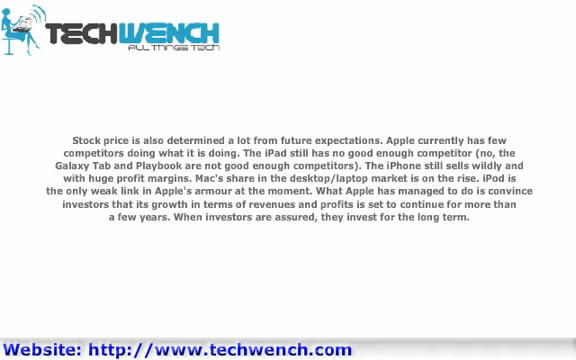 TECHWENCH
ALL THINGS TECH
Stock price is also determined a lot from future expectations. Apple currently has few
competitors doing what it is doing. The iPad still has no good enough competitor (no, the
Galaxy Tab and Playbook are not good enough competitors). The iPhone still sells wildly and
with huge profit margins. Mac's share in the desktop/laptop market is on the rise. iPod is
the only weak link in Apple's armour at the moment. What Apple has managed to do is convince
investors that its growth in terms of revenues and profits is set to continue for more than
a few years. When investors are assured, they invest for the long term.
Website: http://www.techwench.com